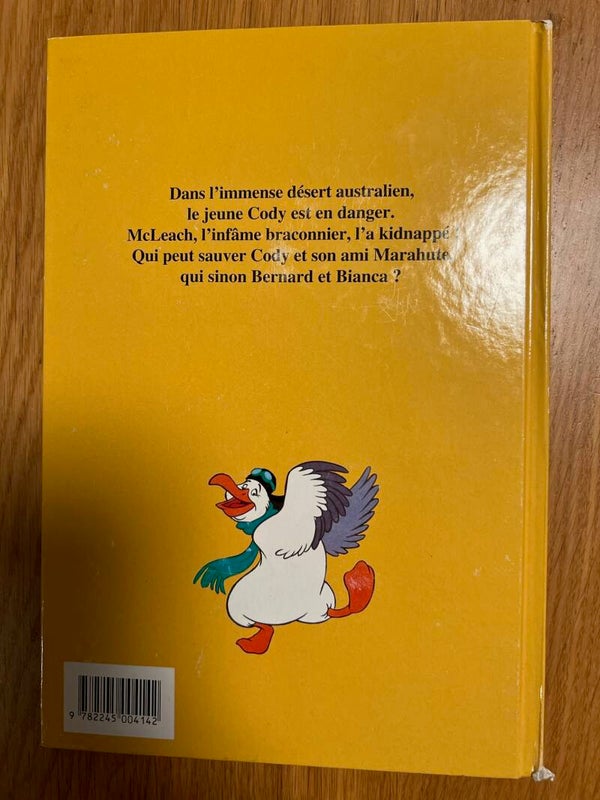 Dans l'immense désert australien,
le jeune Cody est en danger.
McLeach, l'infâme braconnier, l'a kidnappé.
Qui peut sauver Cody et son ami Marahute,
qui sinon Bernard et Bianca ?
9 782245 004142